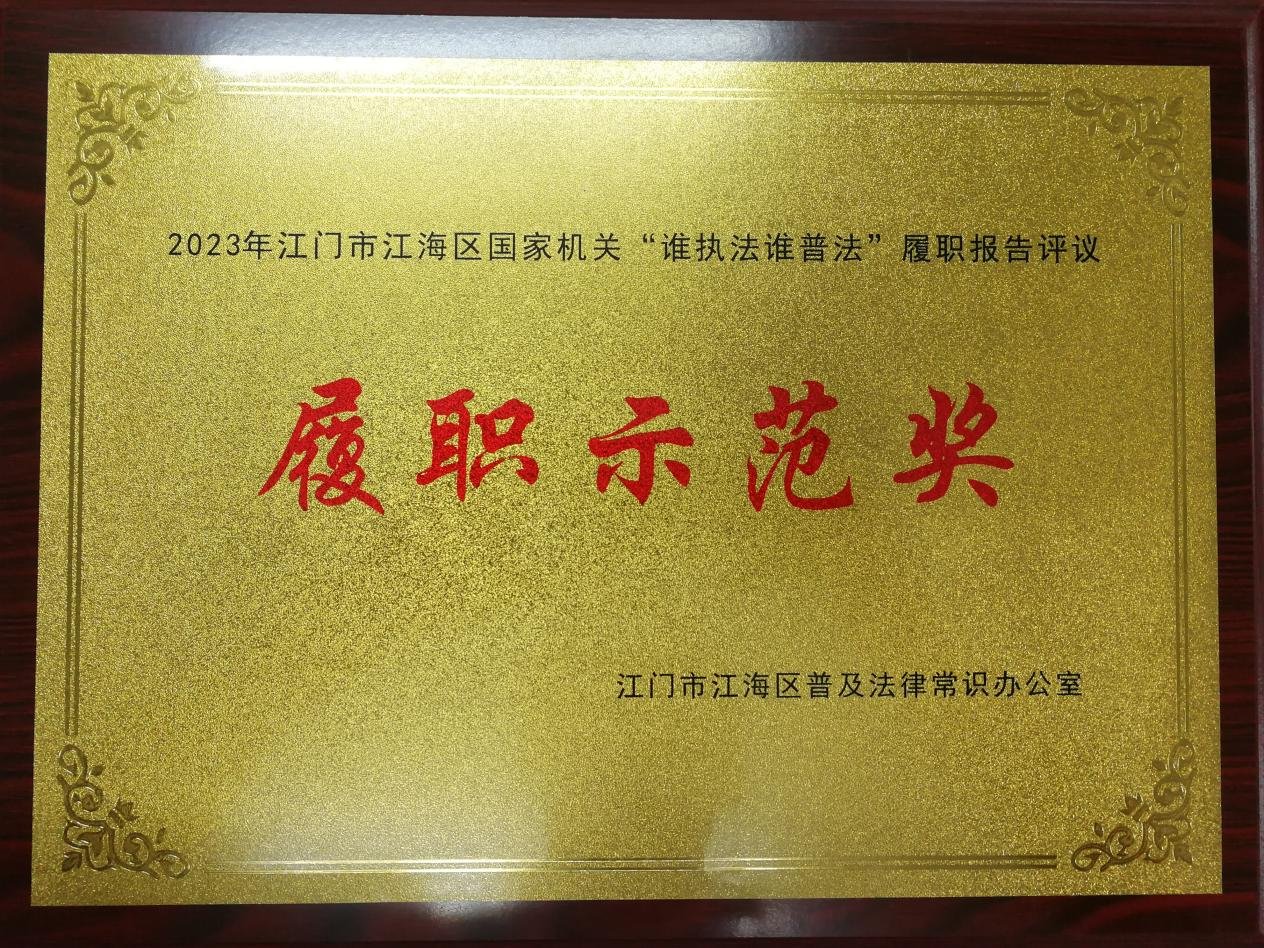 2023年江门市江海区国家机关“谁执法谁普法”履职报告评议
履职示范奖
江门市江海区普及法律常识办公室